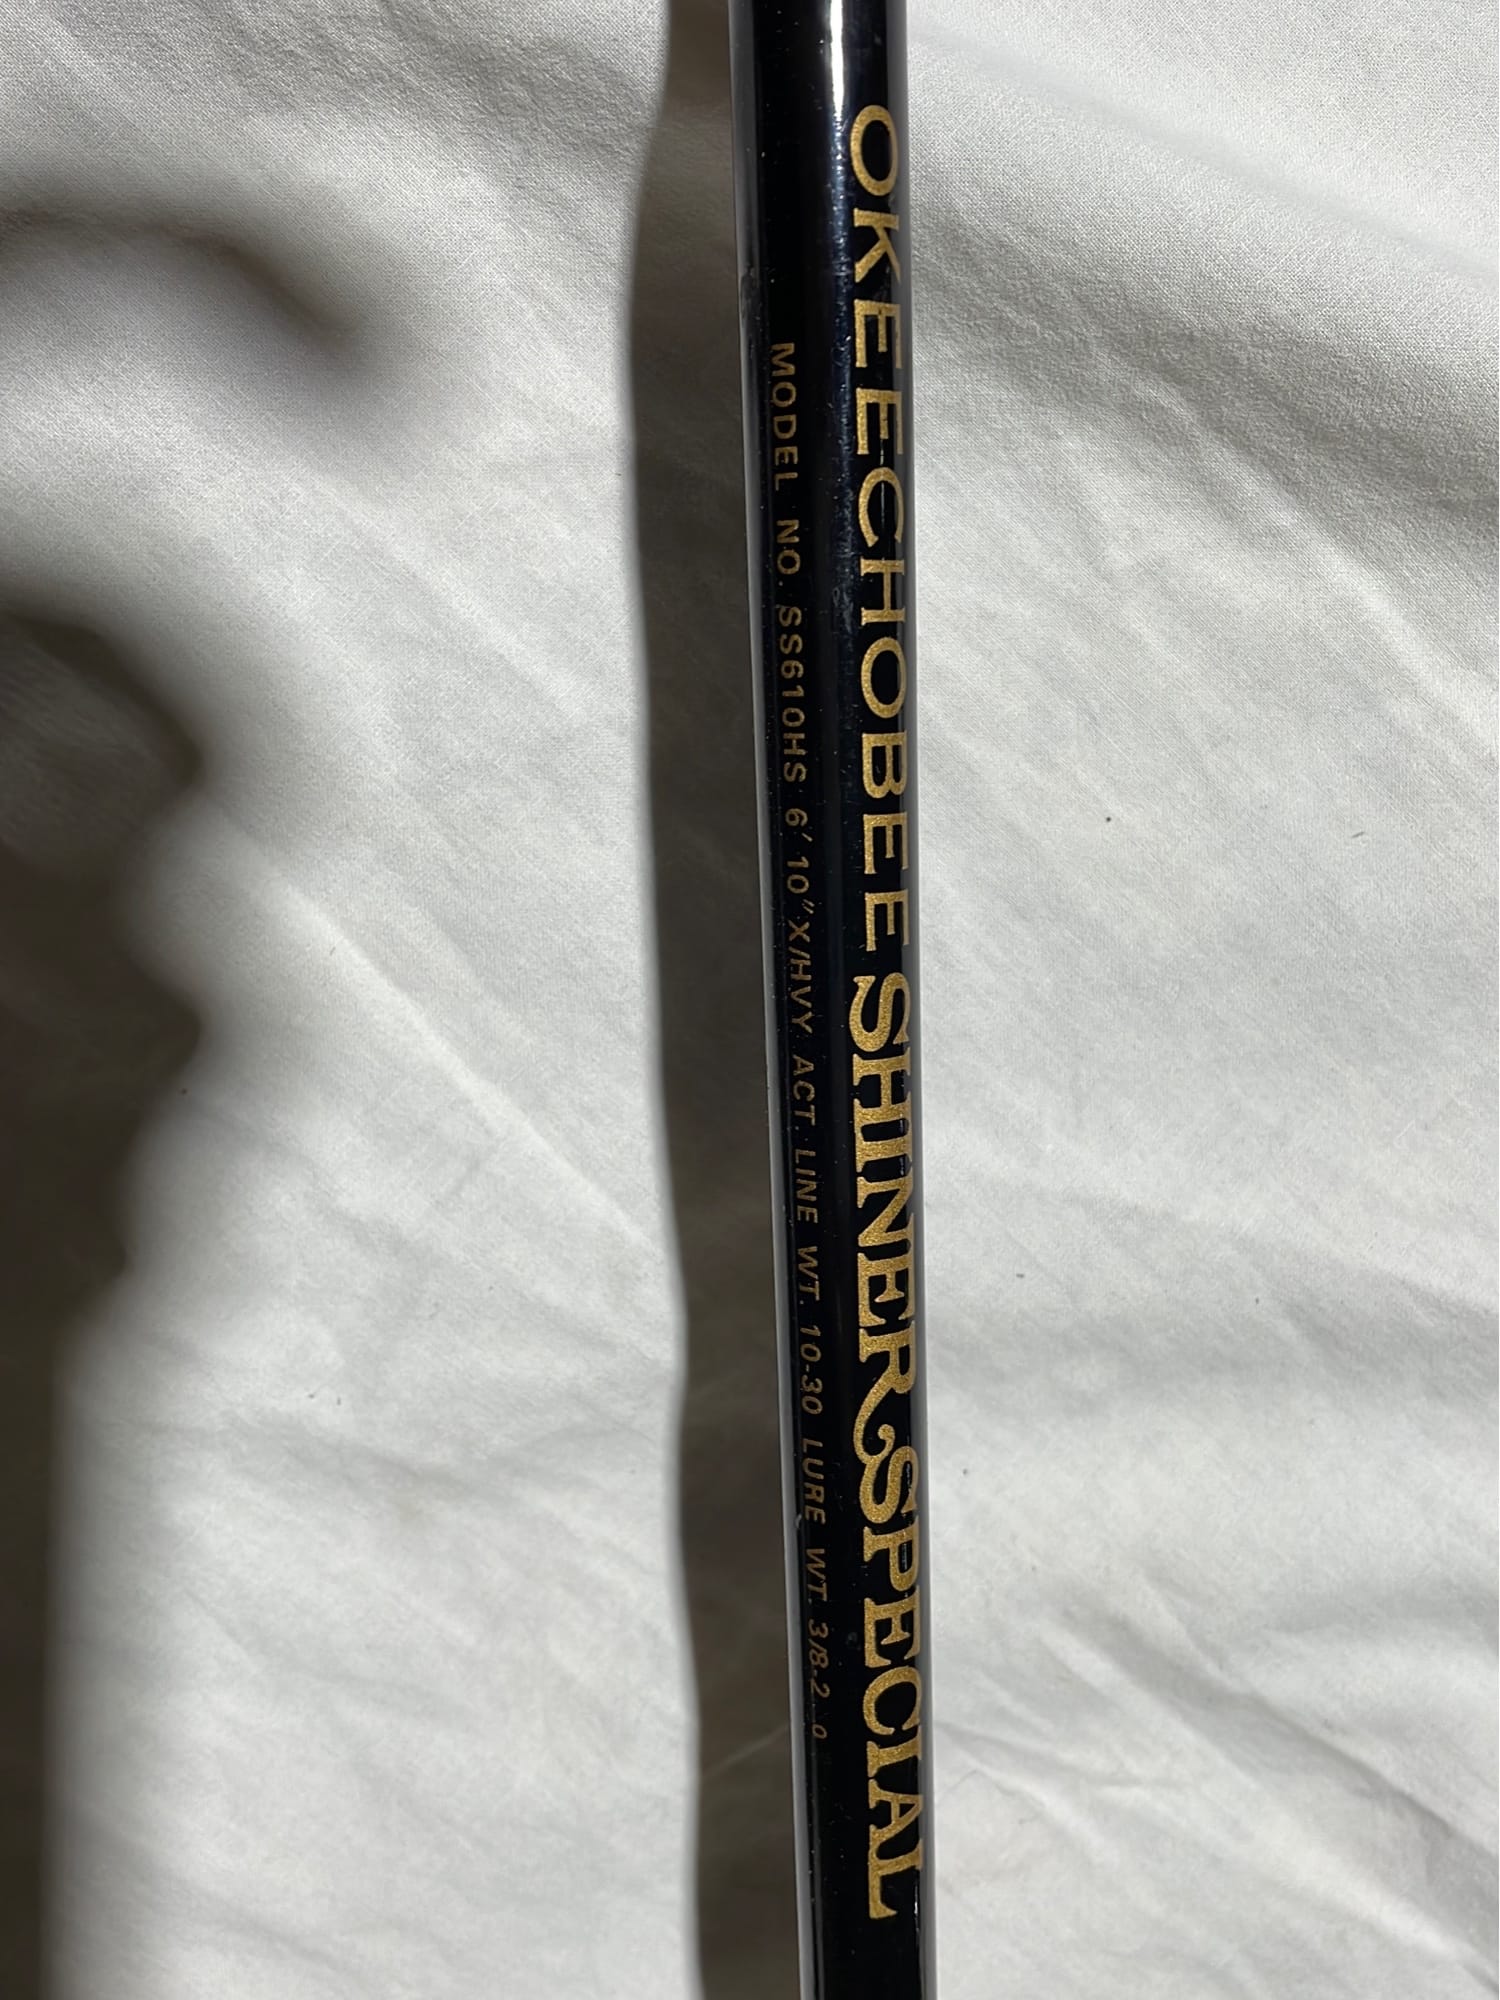 OKEECHOBEE SHINER SPECIAL
MODEL NO. SS610HS 6' 10" X/HVY. ACT. LINE WT. 10-30 LURE WT. 3/8-2 o